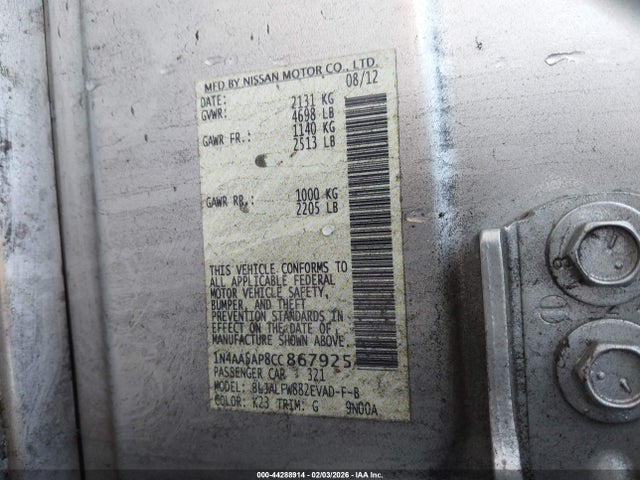 MFD BY NISSAN MOTOR CO., LTD.
DATE: 08/12
GVWR: 2131 KG
4698 LB
GAWR FR.: 1140 KG
2513 LB
GAWR RR.: 1000 KG
2205 LB
THIS VEHICLE CONFORMS TO
ALL APPLICABLE FEDERAL
MOTOR VEHICLE SAFETY,
BUMPER, AND THEFT
PREVENTION STANDARDS IN
EFFECT ON THE DATE OF
MANUFACTURE SHOWN ABOVE.
1N4AA5AP8CC867925
PASSENGER CAR 321
COLOR: K23 TRIM: G 9N00A
8
000-44288914 - 02/03/2026 - IAA Inc.